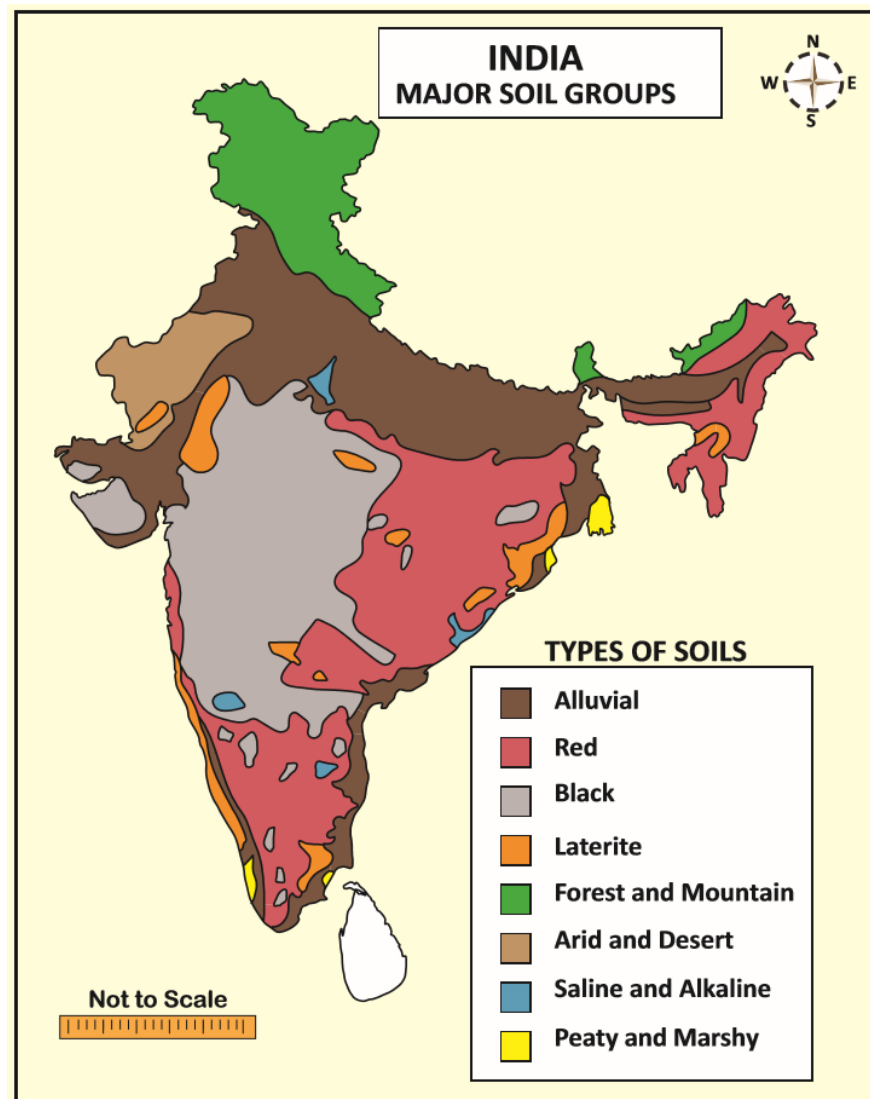 INDIA
MAJOR SOIL GROUPS
N
W E
S
TYPES OF SOILS
Alluvial
Red
Black
Laterite
Forest and Mountain
Arid and Desert
Saline and Alkaline
Peaty and Marshy
Not to Scale